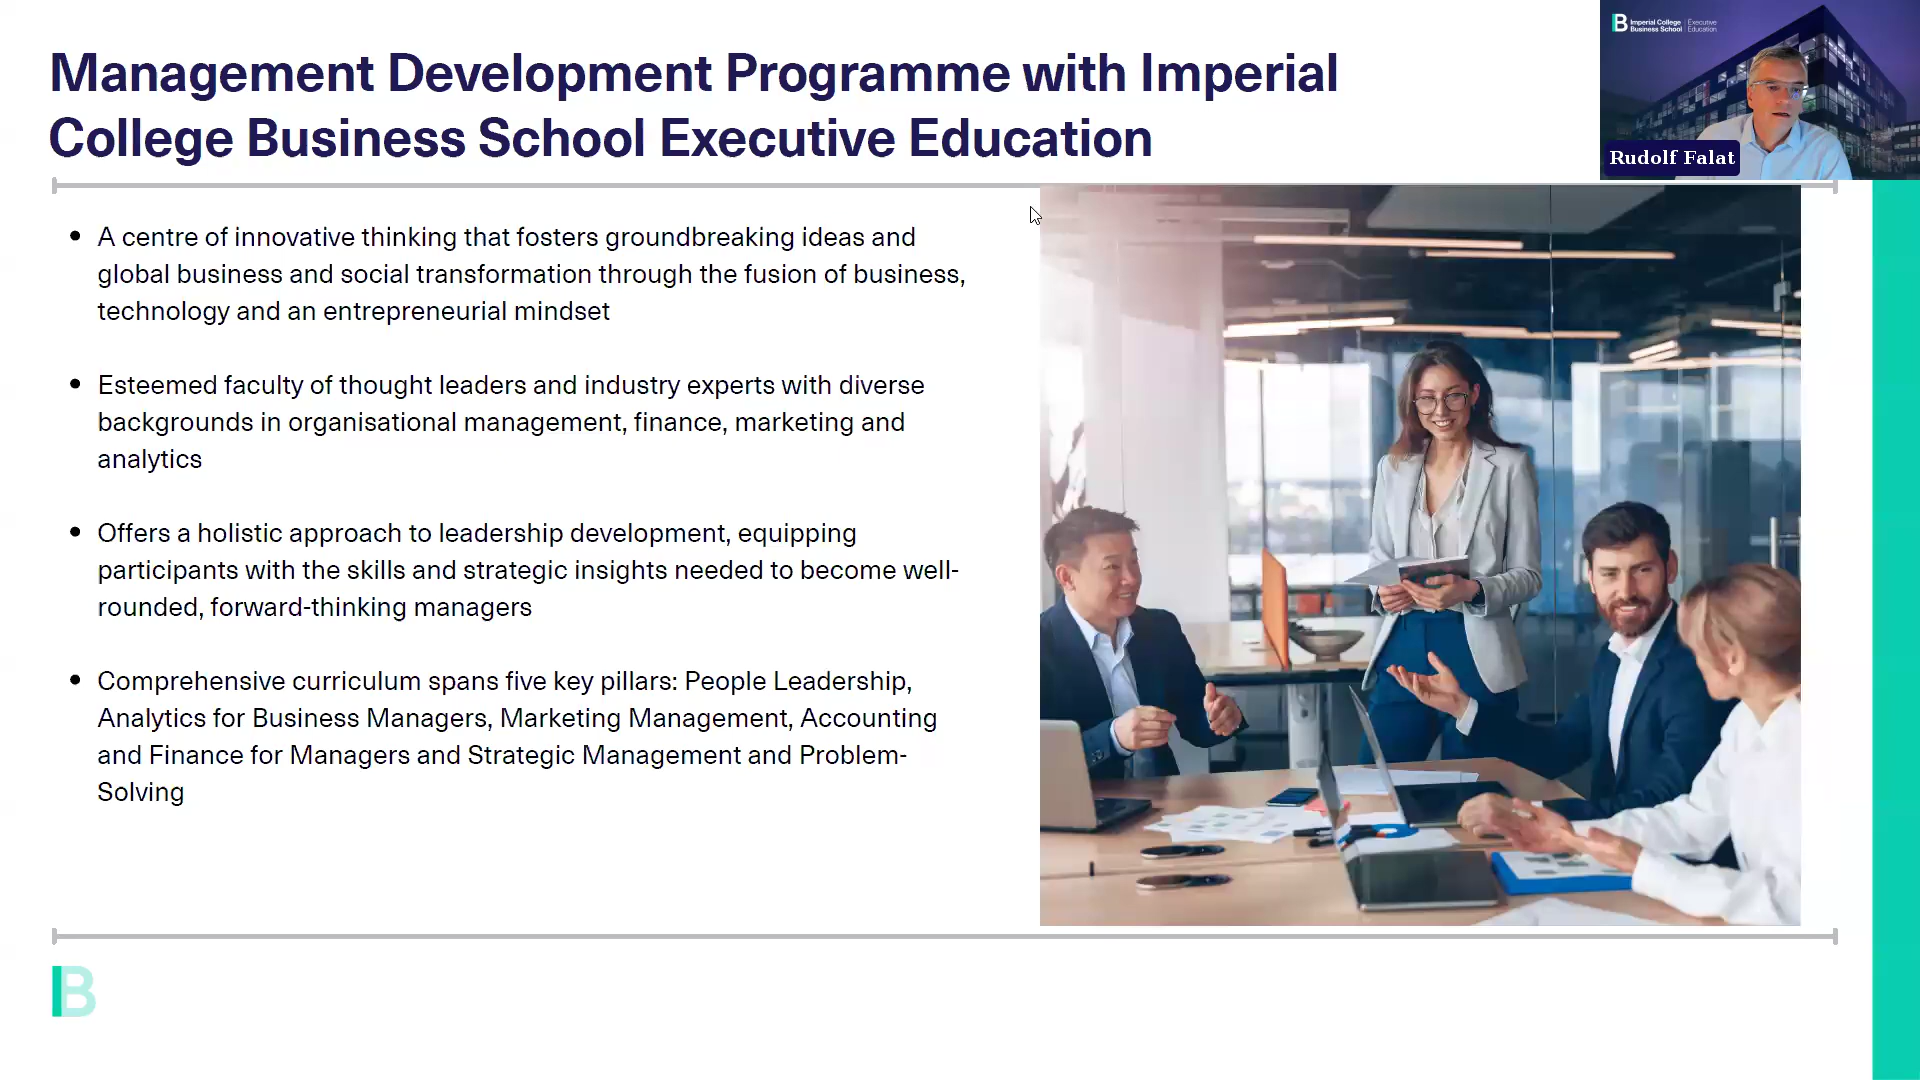 Management Development Programme with Imperial
College Business School Executive Education
Imperial College
Business School
Executive
Education
Rudolf Falat
• A centre of innovative thinking that fosters groundbreaking ideas and
global business and social transformation through the fusion of business,
technology and an entrepreneurial mindset
• Esteemed faculty of thought leaders and industry experts with diverse
backgrounds in organisational management, finance, marketing and
analytics
• Offers a holistic approach to leadership development, equipping
participants with the skills and strategic insights needed to become well-
rounded, forward-thinking managers
• Comprehensive curriculum spans five key pillars: People Leadership,
Analytics for Business Managers, Marketing Management, Accounting
and Finance for Managers and Strategic Management and Problem-
Solving
B